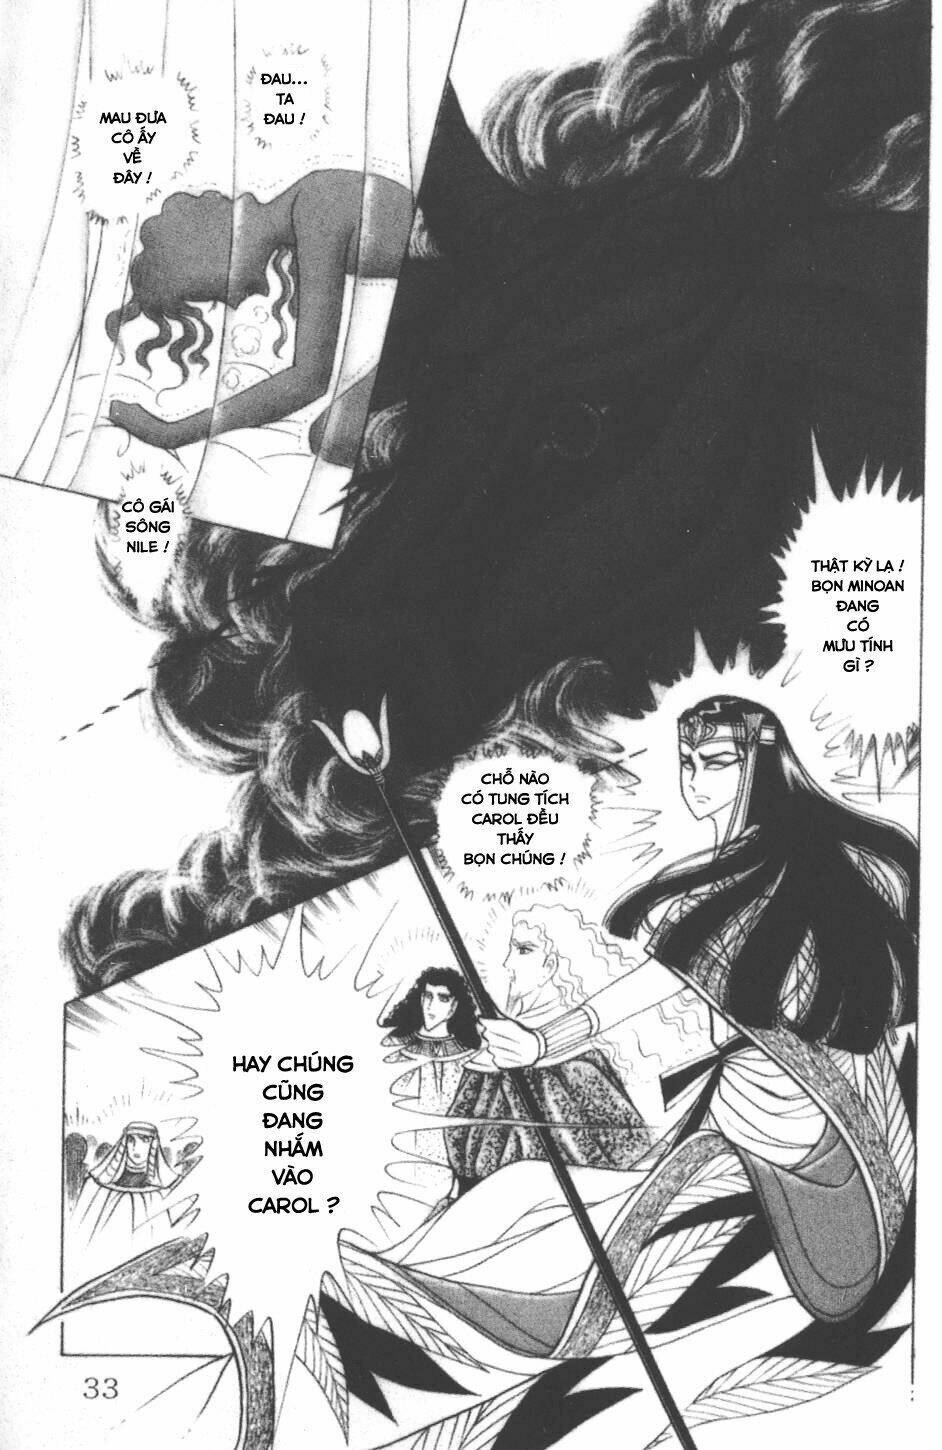 ĐAU...
TA
ĐAU !
MAU ĐƯA
CÔ ẤY
VỀ
ĐÂY !
CÔ GÁI
SÔNG
NILE !
THẬT KỲ LẠ !
BỌN MINOAN
ĐANG
CÓ
MƯU TÍNH
GÌ ?
CHỖ NÀO
CÓ TUNG TÍCH
CAROL ĐỀU
THẤY
BỌN CHÚNG !
HAY CHÚNG
CŨNG
ĐANG
NHẮM
VÀO
CAROL ?
33